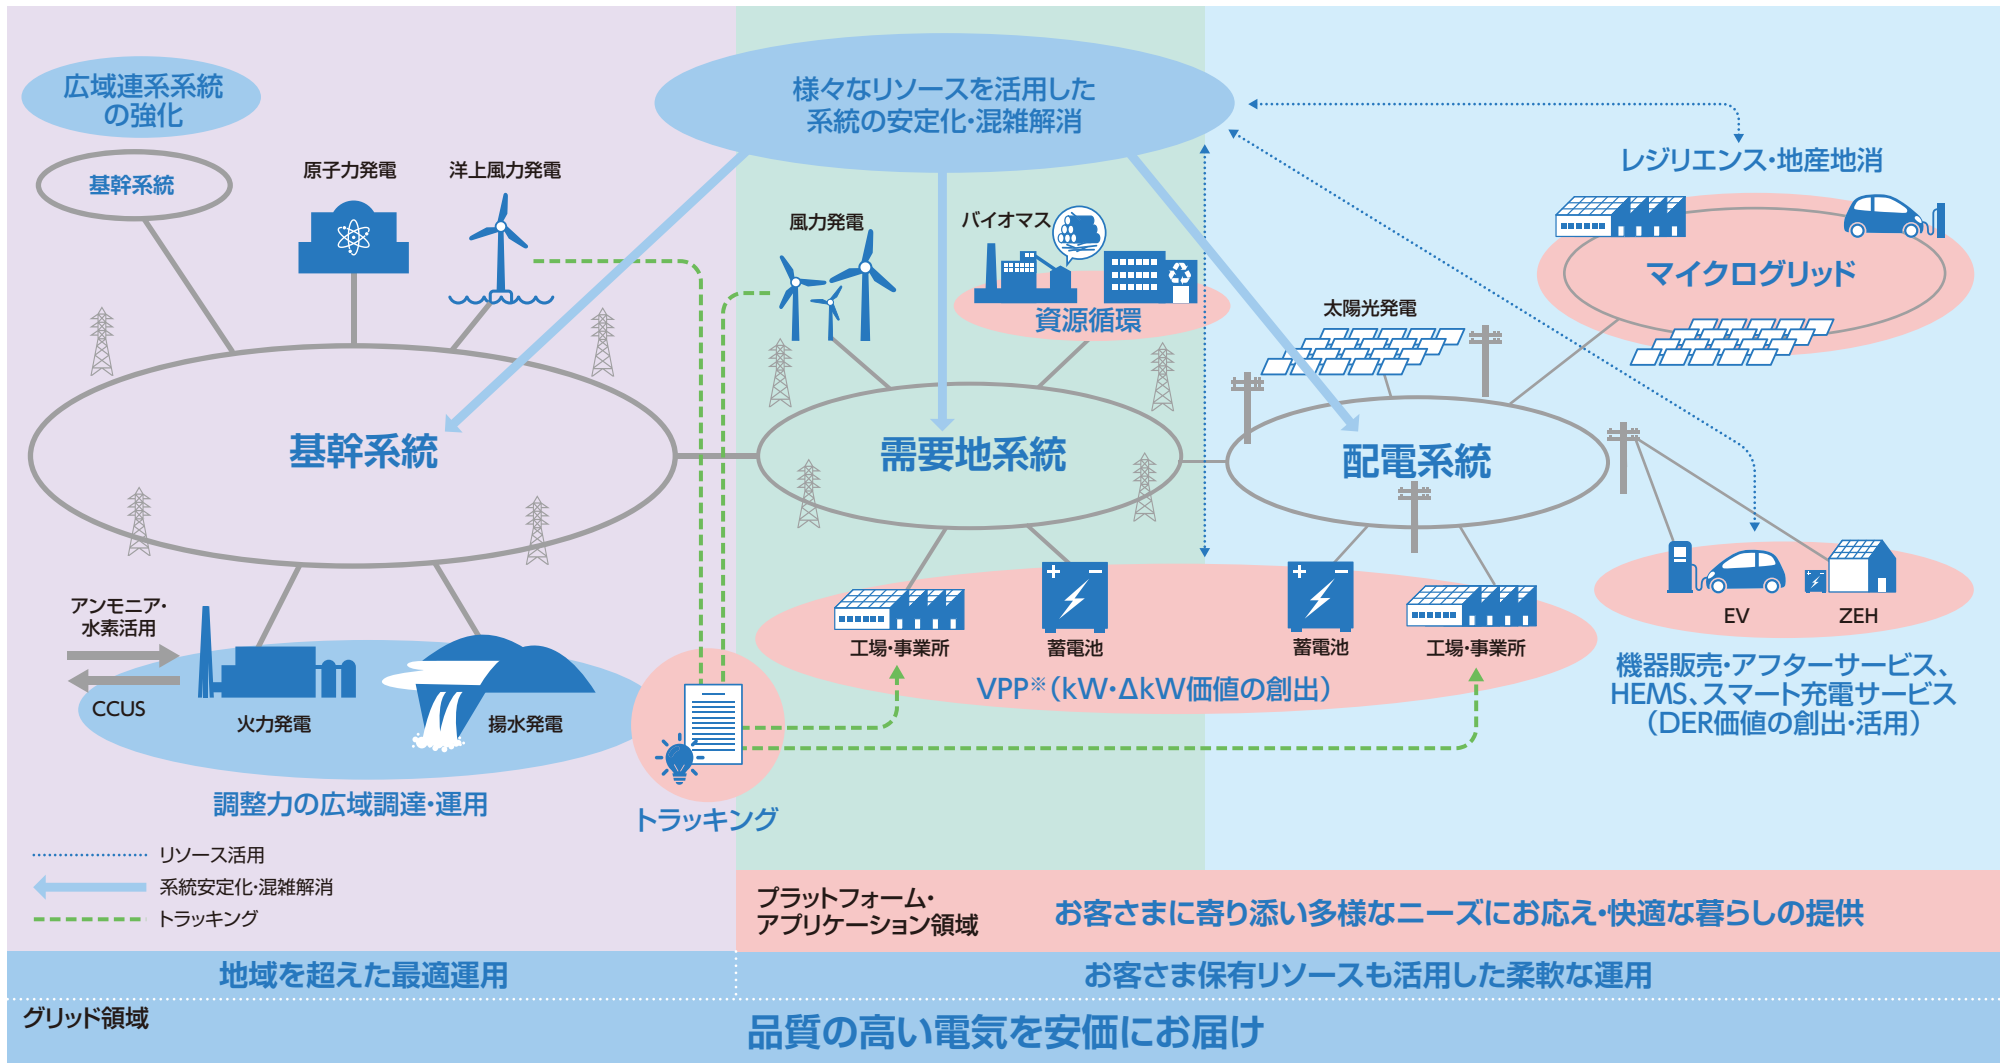 広域連系系統
の強化
基幹系統
原子力発電
洋上風力発電
様々なリソースを活用した
系統の安定化・混雑解消
風力発電
バイオマス
資源循環
レジリエンス・地産地消
マイクログリッド
太陽光発電
基幹系統
需要地系統
配電系統
アンモニア・
水素活用
CCUS
火力発電
揚水発電
調整力の広域調達・運用
トラッキング
工場・事業所
蓄電池
蓄電池
工場・事業所
VPP※（kW・ΔkW価値の創出）
EV
ZEH
機器販売・アフターサービス、
HEMS、スマート充電サービス
（DER価値の創出・活用）
リソース活用
系統安定化・混雑解消
トラッキング
プラットフォーム・
アプリケーション領域
お客さまに寄り添い多様なニーズにお応え・快適な暮らしの提供
地域を超えた最適運用
お客さま保有リソースも活用した柔軟な運用
グリッド領域
品質の高い電気を安価にお届け